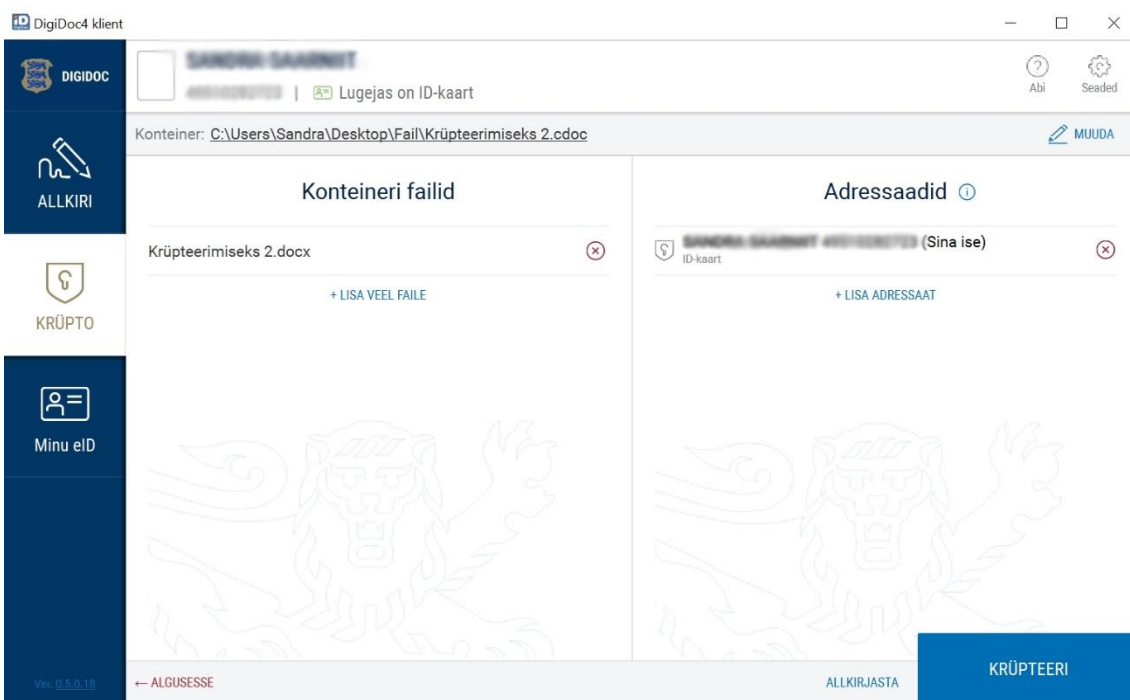 DigiDoc4 klient
DIGIDOC
Lugejas on ID-kaart
Abi
Seaded
Konteiner: C:\Users\Sandra\Desktop\Fail\Krüpteerimiseks 2.cdoc
MUUDA
ALLKIRI
KRÜPTO
Minu eID
Konteineri failid
Krüpteerimiseks 2.docx
+ LISA VEEL FAILE
Adressaadid
(Sina ise)
ID-kaart
+ LISA ADRESSAAT
Ver. 0.5.0.18
← ALGUSESSE
ALLKIRJASTA
KRÜPTEERI